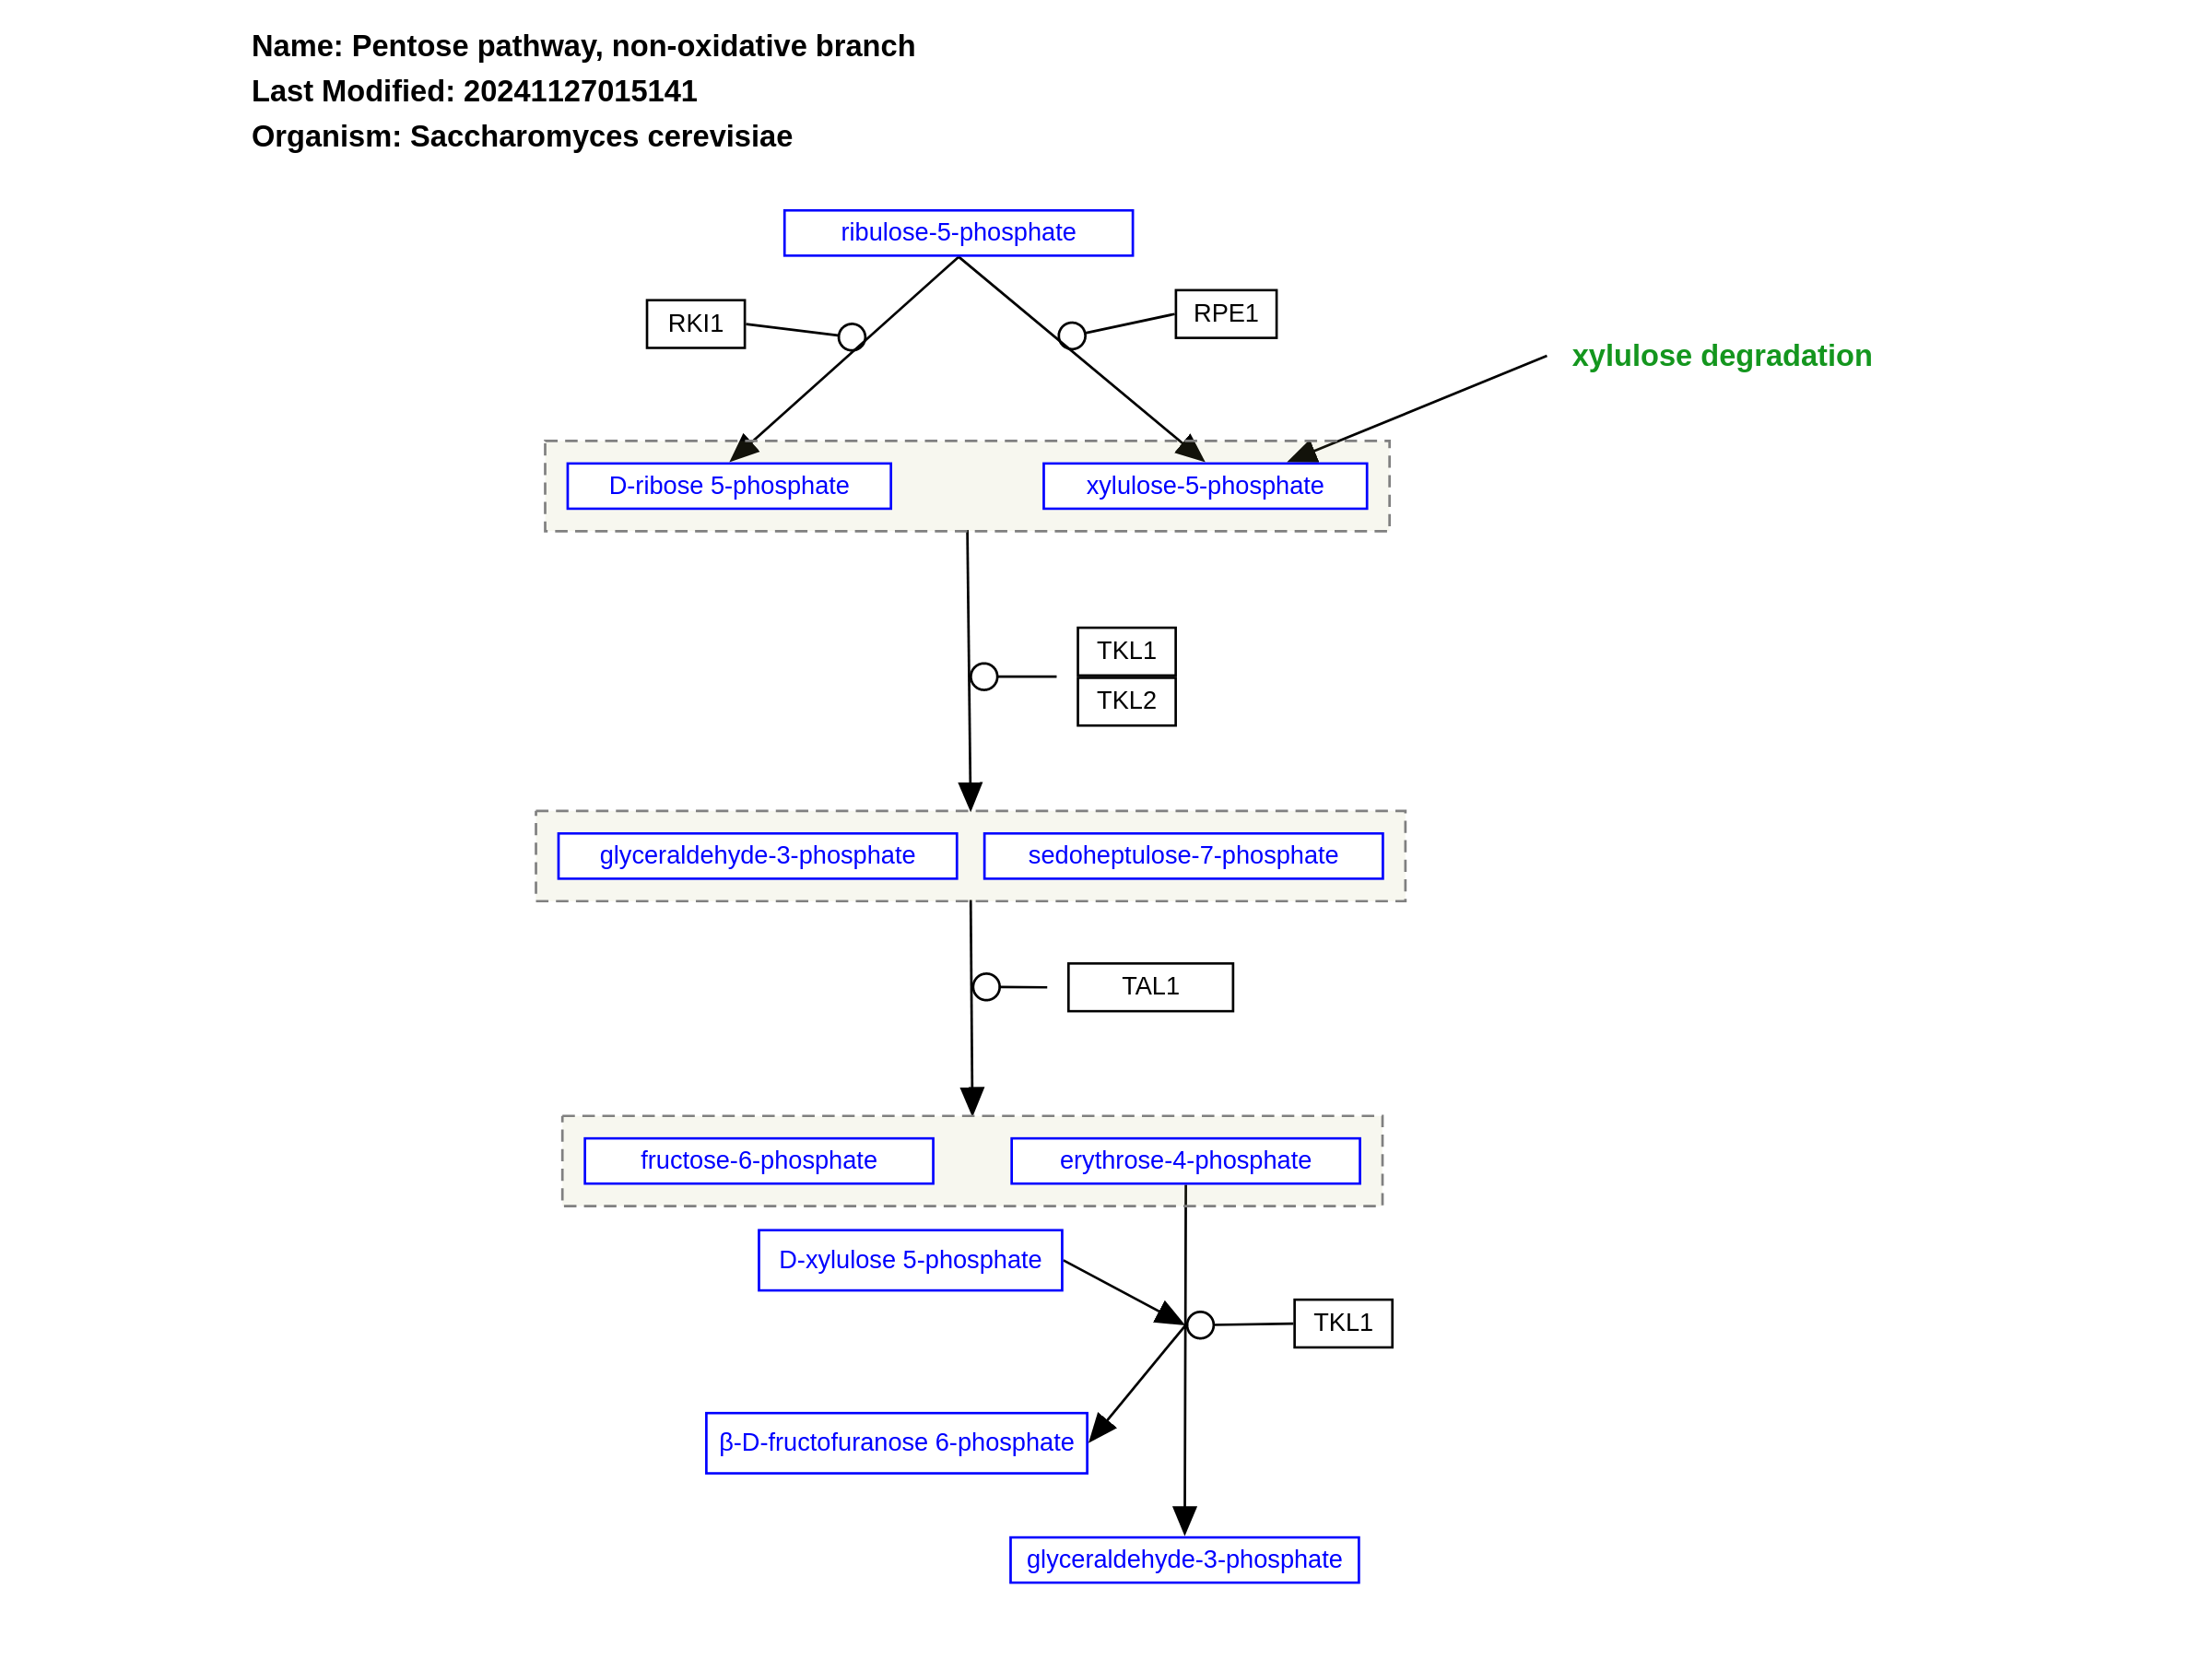 Name: Pentose pathway, non-oxidative branch
Last Modified: 20241127015141
Organism: Saccharomyces cerevisiae
ribulose-5-phosphate
RKI1
RPE1
xylulose degradation
D-ribose 5-phosphate
xylulose-5-phosphate
TKL1
TKL2
glyceraldehyde-3-phosphate
sedoheptulose-7-phosphate
TAL1
fructose-6-phosphate
erythrose-4-phosphate
D-xylulose 5-phosphate
TKL1
β-D-fructofuranose 6-phosphate
glyceraldehyde-3-phosphate